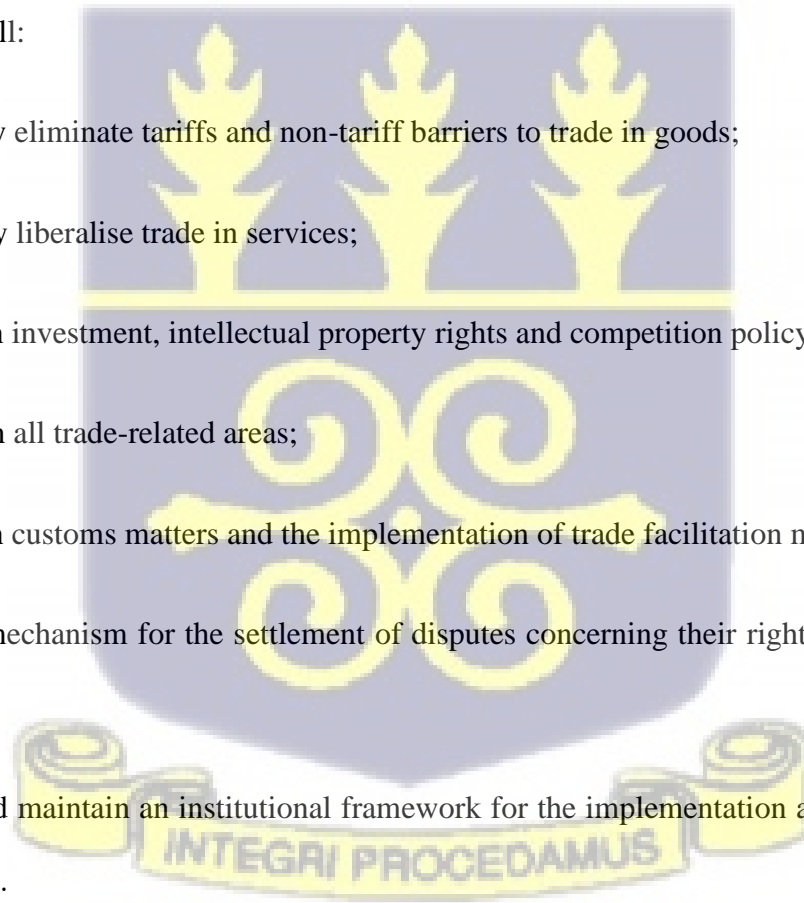 ll:
y eliminate tariffs and non-tariff barriers to trade in goods;
y liberalise trade in services;
n investment, intellectual property rights and competition policy
n all trade-related areas;
n customs matters and the implementation of trade facilitation m
mechanism for the settlement of disputes concerning their right
d maintain an institutional framework for the implementation a
.
INTEGRI PROCEDAMUS